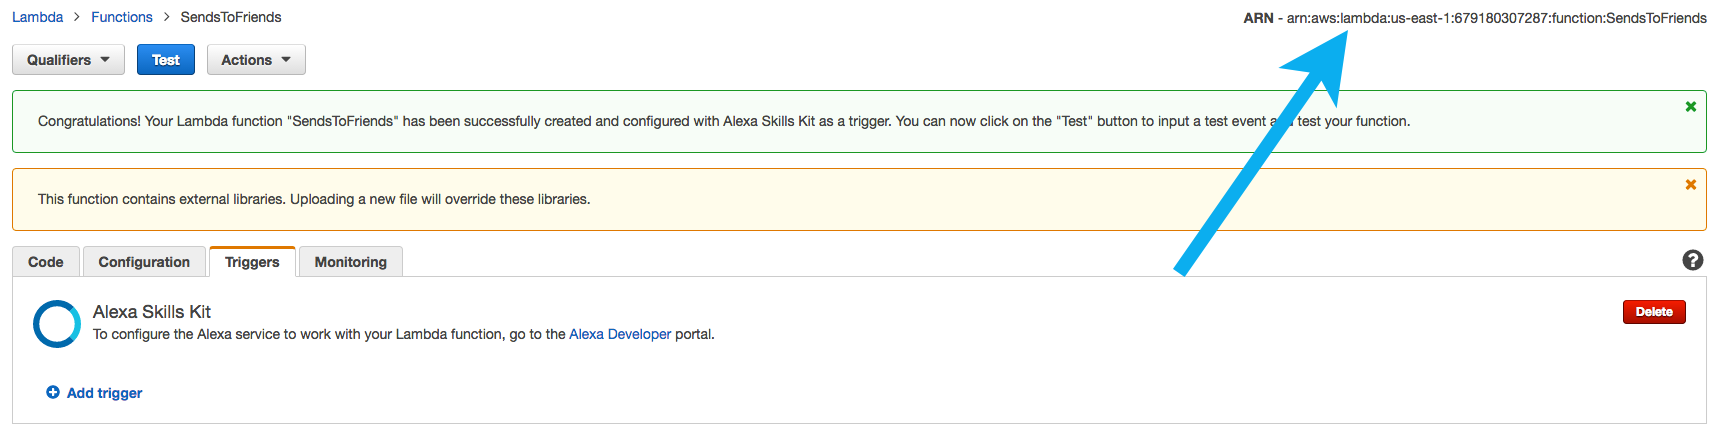 Lambda > Functions > SendsToFriends
ARN - arn:aws:lambda:us-east-1:679180307287:function:SendsToFriends
Qualifiers Test Actions
Congratulations! Your Lambda function "SendsToFriends" has been successfully created and configured with Alexa Skills Kit as a trigger. You can now click on the "Test" button to input a test event and test your function.
This function contains external libraries. Uploading a new file will override these libraries.
Code Configuration Triggers Monitoring
?
Alexa Skills Kit
Delete
To configure the Alexa service to work with your Lambda function, go to the Alexa Developer portal.
Add trigger